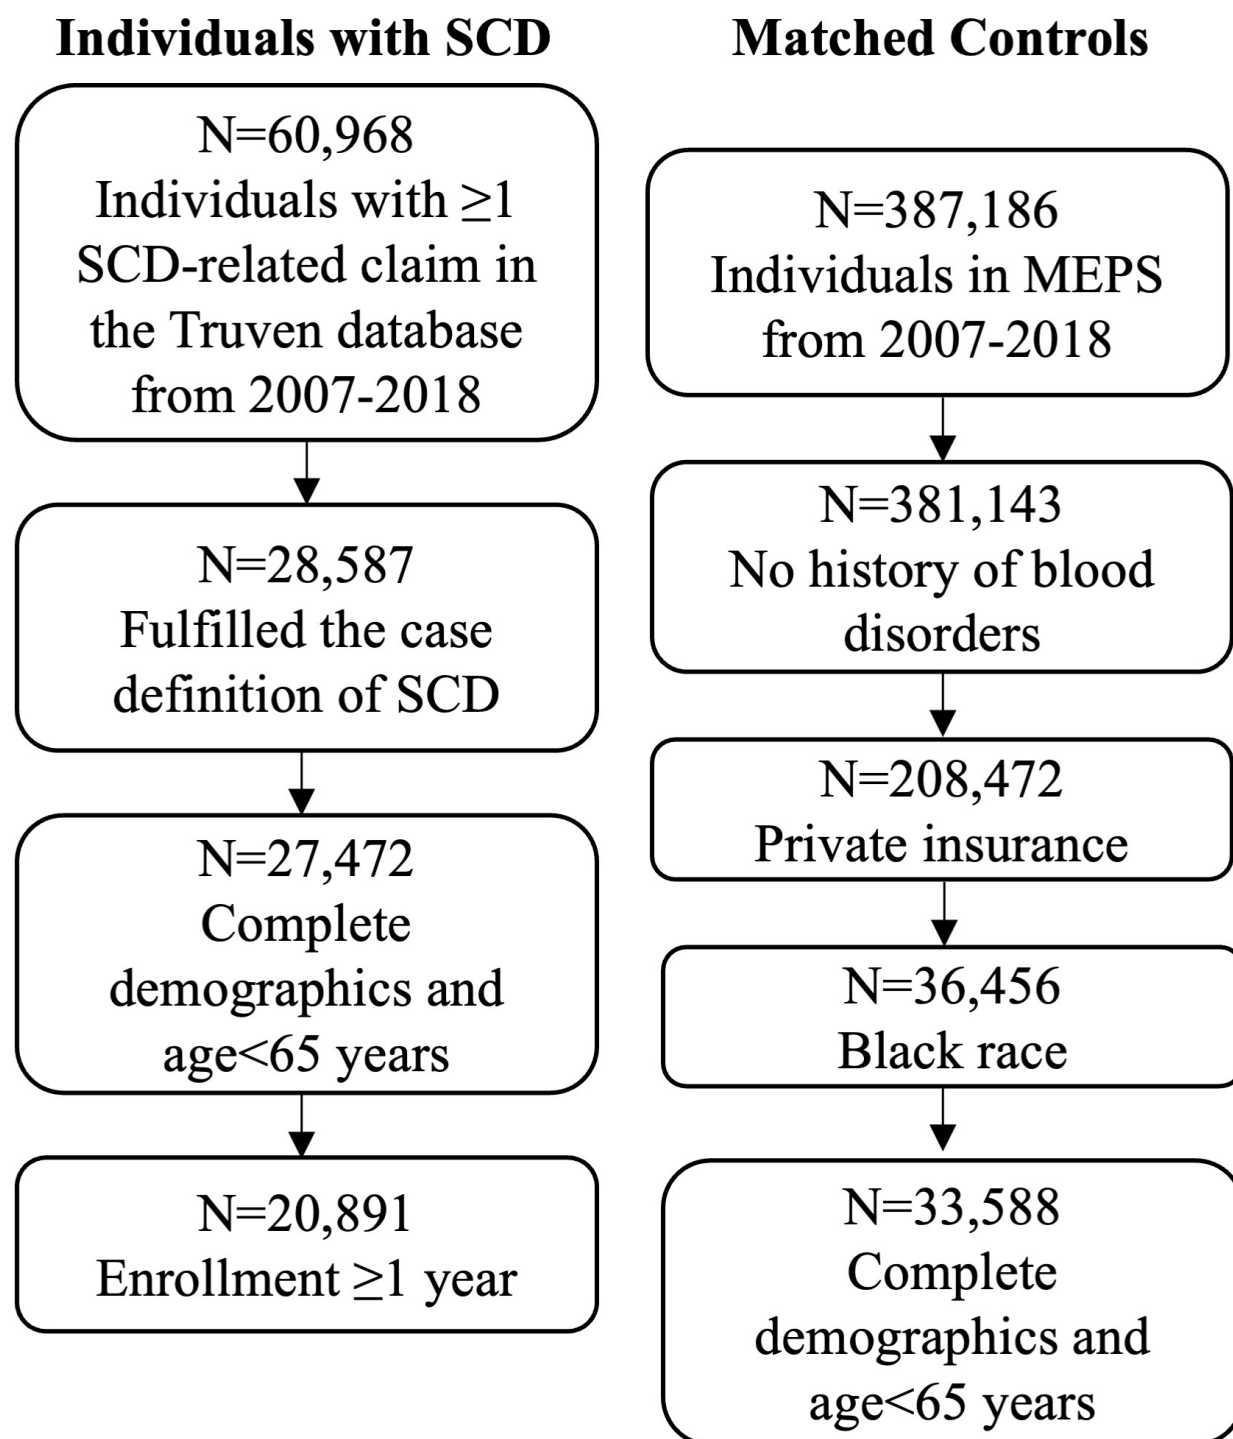 Individuals with SCD
N=60,968
Individuals with ≥1
SCD-related claim in
the Truven database
from 2007-2018
N=28,587
Fulfilled the case
definition of SCD
N=27,472
Complete
demographics and
age<65 years
N=20,891
Enrollment ≥1 year
Matched Controls
N=387,186
Individuals in MEPS
from 2007-2018
N=381,143
No history of blood
disorders
N=208,472
Private insurance
N=36,456
Black race
N=33,588
Complete
demographics and
age<65 years